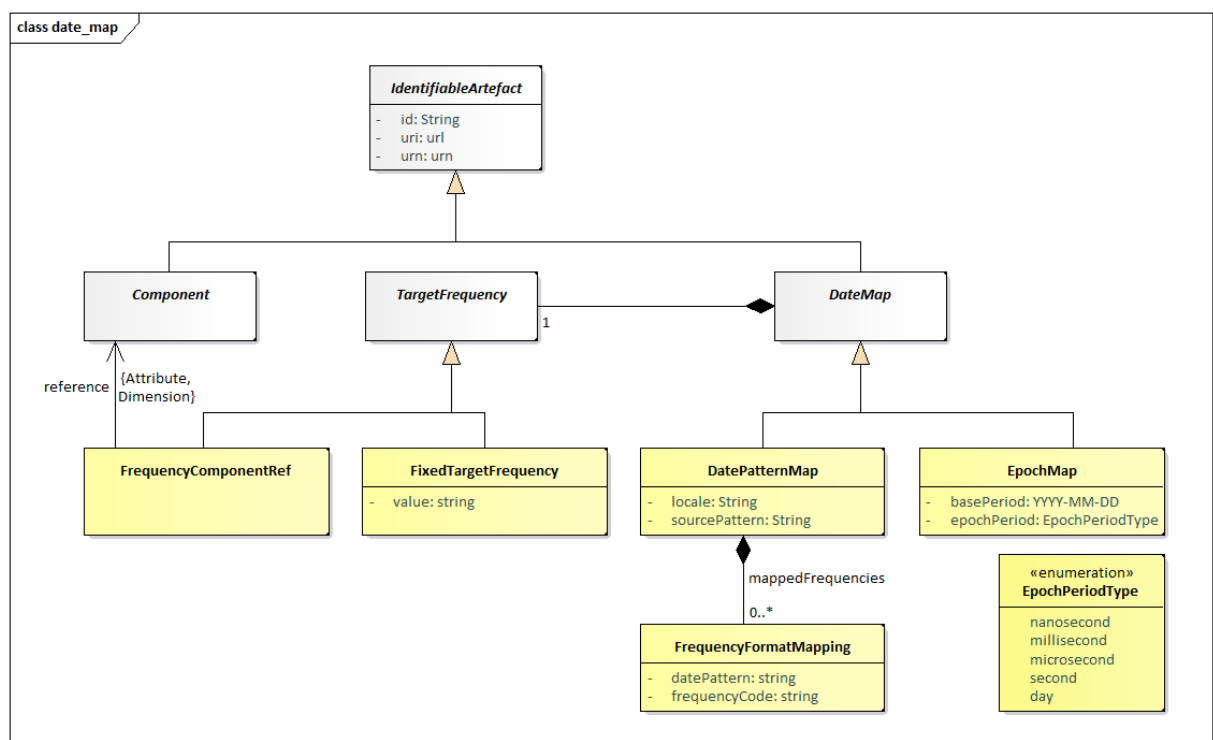 class date_map
IdentifiableArtefact
- id: String
- uri: url
- urn: urn
Component
TargetFrequency
DateMap
1
reference
{Attribute,
Dimension}
FrequencyComponentRef
FixedTargetFrequency
- value: string
DatePatternMap
- locale: String
- sourcePattern: String
EpochMap
- basePeriod: YYYY-MM-DD
- epochPeriod: EpochPeriodType
mappedFrequencies
0..*
«enumeration»
EpochPeriodType
nanosecond
millisecond
microsecond
second
day
FrequencyFormatMapping
- datePattern: string
- frequencyCode: string